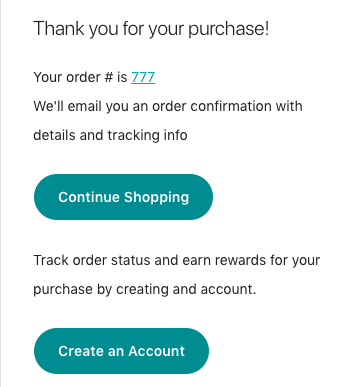 Thank you for your purchase!
Your order # is 777
We'll email you an order confirmation with
details and tracking info
Continue Shopping
Track order status and earn rewards for your
purchase by creating and account.
Create an Account